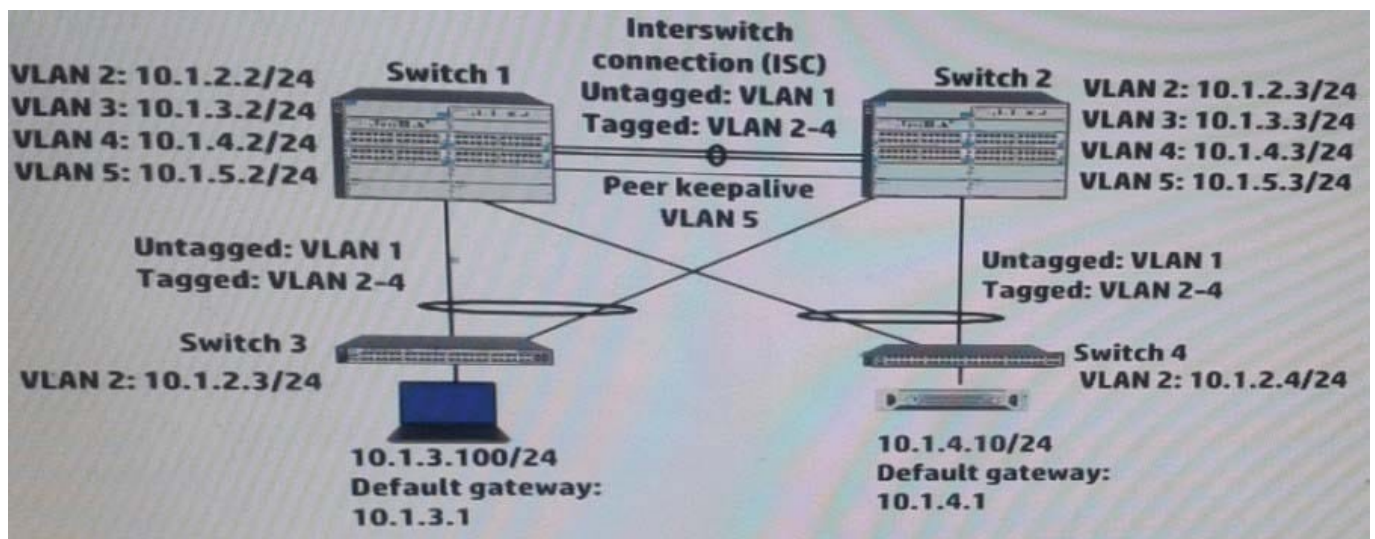 Interswitch
connection (ISC)
Untagged: VLAN 1
Tagged: VLAN 2-4
Switch 1
VLAN 2: 10.1.2.2/24
VLAN 3: 10.1.3.2/24
VLAN 4: 10.1.4.2/24
VLAN 5: 10.1.5.2/24
Switch 2
VLAN 2: 10.1.2.3/24
VLAN 3: 10.1.3.3/24
VLAN 4: 10.1.4.3/24
VLAN 5: 10.1.5.3/24
Peer keepalive
VLAN 5
Untagged: VLAN 1
Tagged: VLAN 2-4
Untagged: VLAN 1
Tagged: VLAN 2-4
Switch 3
VLAN 2: 10.1.2.3/24
Switch 4
VLAN 2: 10.1.2.4/24
10.1.3.100/24
Default gateway:
10.1.3.1
10.1.4.10/24
Default gateway:
10.1.4.1